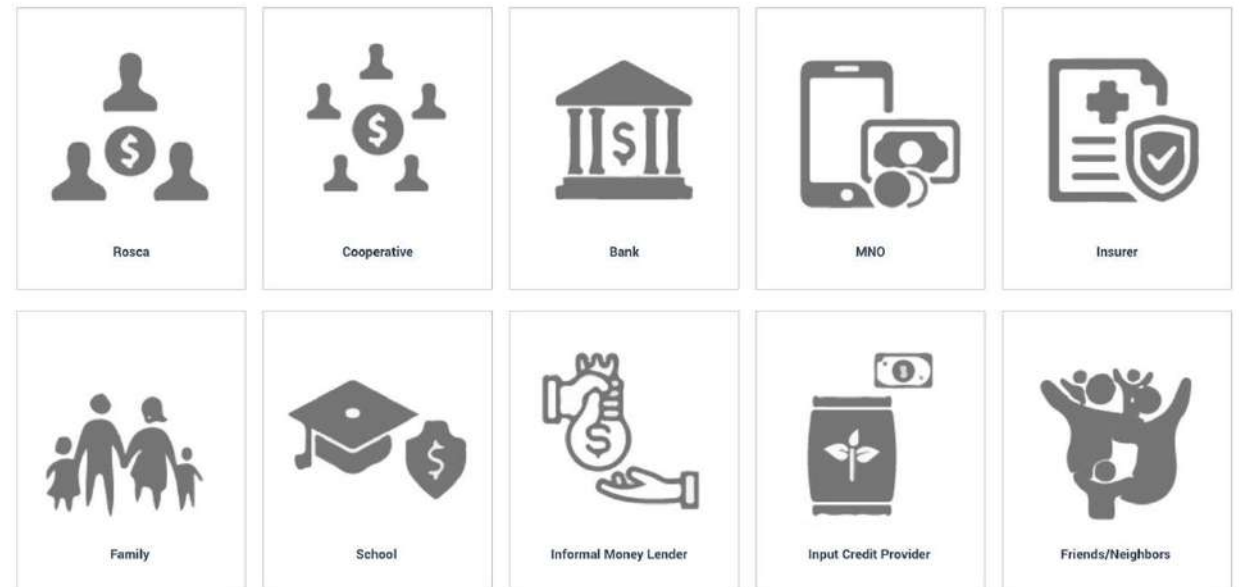 $
Rosca
$
Cooperative
$
Bank
MNO
Insurer
Family
$
School
$
Informal Money Lender
Input Credit Provider
Friends/Neighbors